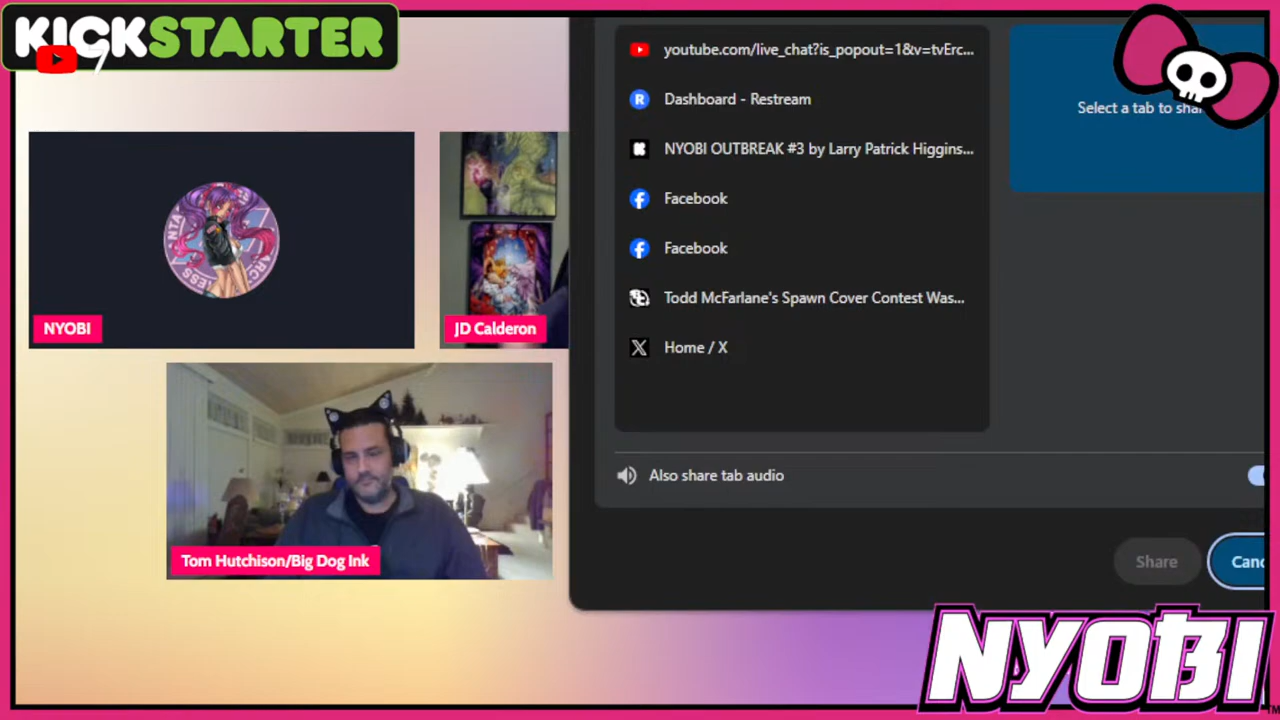 KICKSTARTER
youtube.com/live_chat?is_popout=1&v=tvErc...
Dashboard - Restream
Select a tab to sha
NYOBI OUTBREAK #3 by Larry Patrick Higgins...
Facebook
Facebook
Todd McFarlane's Spawn Cover Contest Was...
Home / X
NYOBI
JD Calderon
Also share tab audio
Tom Hutchison/Big Dog Ink
Share
Canc
NYOBI
TM